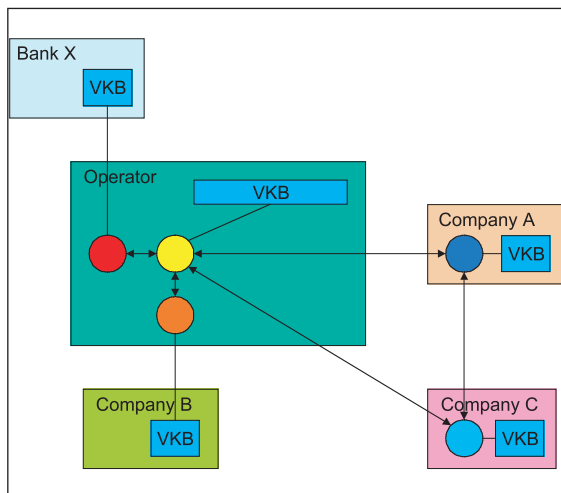 Bank X
VKB
Operator
VKB
Company A
VKB
Company B
VKB
Company C
VKB